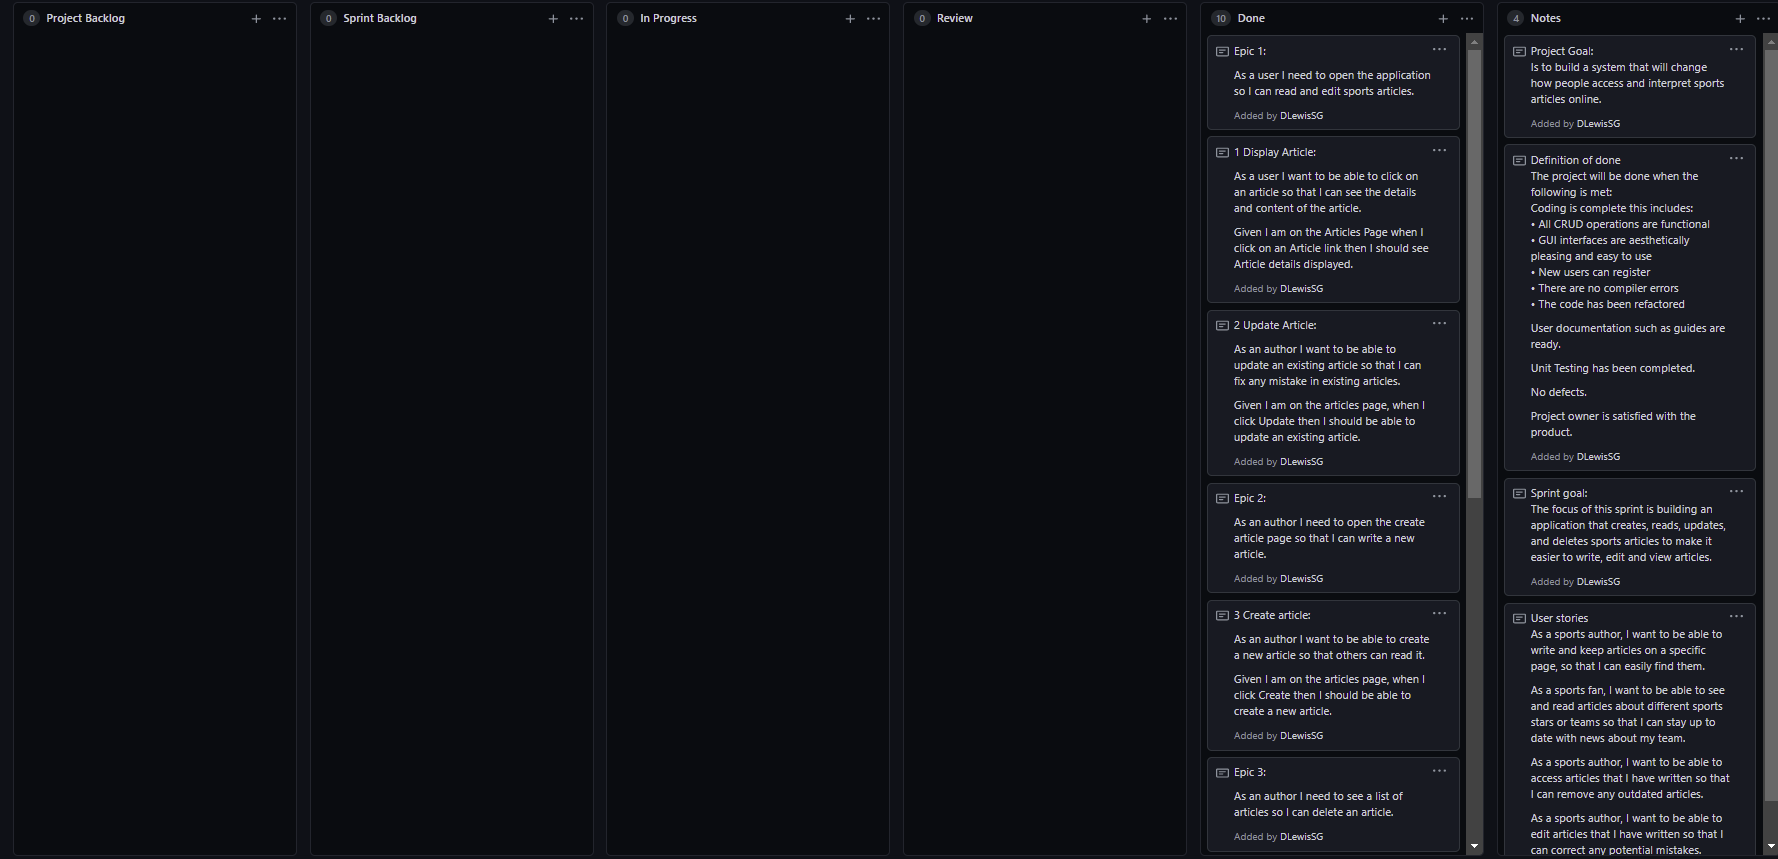 0 Project Backlog
0 Sprint Backlog
0 In Progress
0 Review
10 Done
Epic 1:
As a user I need to open the application
so I can read and edit sports articles.
Added by DLewisSG
1 Display Article:
As a user I want to be able to click on
an article so that I can see the details
and content of the article.
Given I am on the Articles Page when I
click on an Article link then I should see
Article details displayed.
Added by DLewisSG
2 Update Article:
As an author I want to be able to
update an existing article so that I can
fix any mistake in existing articles.
Given I am on the articles page, when I
click Update then I should be able to
update an existing article.
Added by DLewisSG
Epic 2:
As an author I need to open the create
article page so that I can write a new
article.
Added by DLewisSG
3 Create article:
As an author I want to be able to create
a new article so that others can read it.
Given I am on the articles page, when I
click Create then I should be able to
create a new article.
Added by DLewisSG
Epic 3:
As an author I need to see a list of
articles so I can delete an article.
Added by DLewisSG
4 Notes
Project Goal:
Is to build a system that will change
how people access and interpret sports
articles online.
Added by DLewisSG
Definition of done
The project will be done when the
following is met:
Coding is complete this includes:
• All CRUD operations are functional
• GUI interfaces are aesthetically
pleasing and easy to use
• New users can register
• There are no compiler errors
• The code has been refactored
User documentation such as guides are
ready.
Unit Testing has been completed.
No defects.
Project owner is satisfied with the
product.
Added by DLewisSG
Sprint goal:
The focus of this sprint is building an
application that creates, reads, updates,
and deletes sports articles to make it
easier to write, edit and view articles.
Added by DLewisSG
User stories
As a sports author, I want to be able to
write and keep articles on a specific
page, so that I can easily find them.
As a sports fan, I want to be able to see
and read articles about different sports
stars or teams so that I can stay up to
date with news about my team.
As a sports author, I want to be able to
access articles that I have written so that
I can remove any outdated articles.
As a sports author, I want to be able to
edit articles that I have written so that I
can correct any potential mistakes.